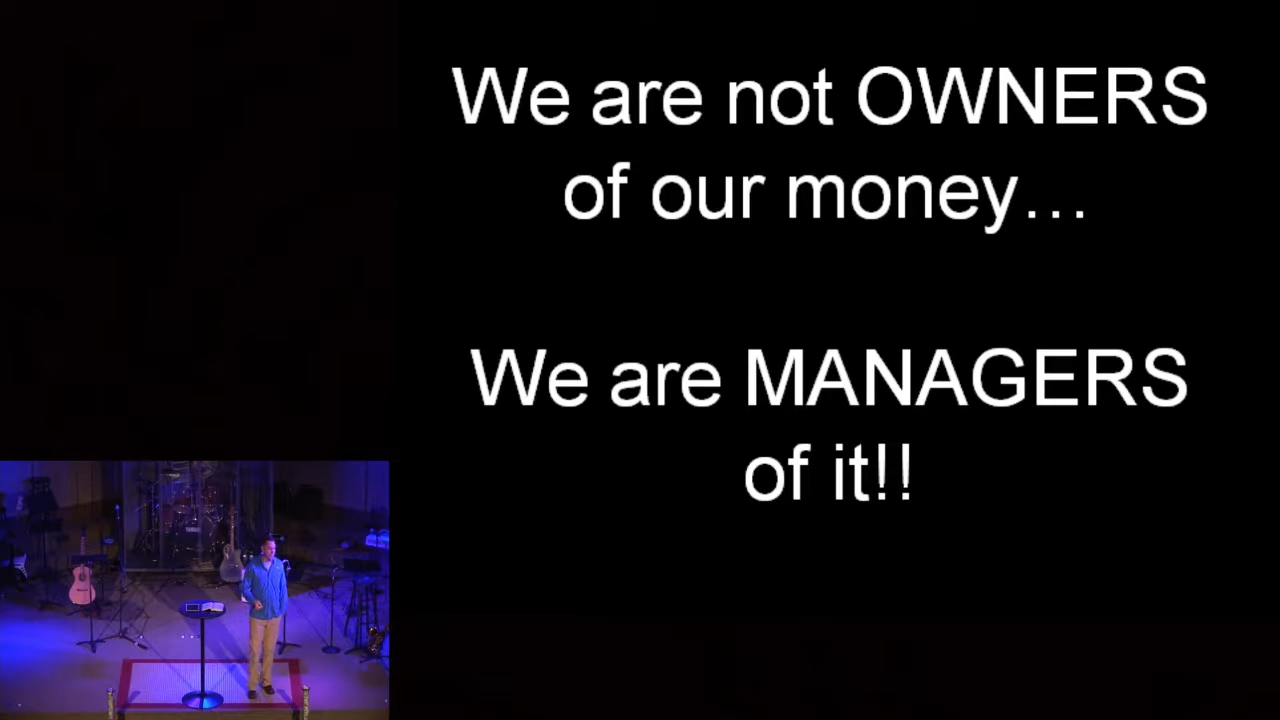 We are not OWNERS
of our money…
We are MANAGERS
of it!!